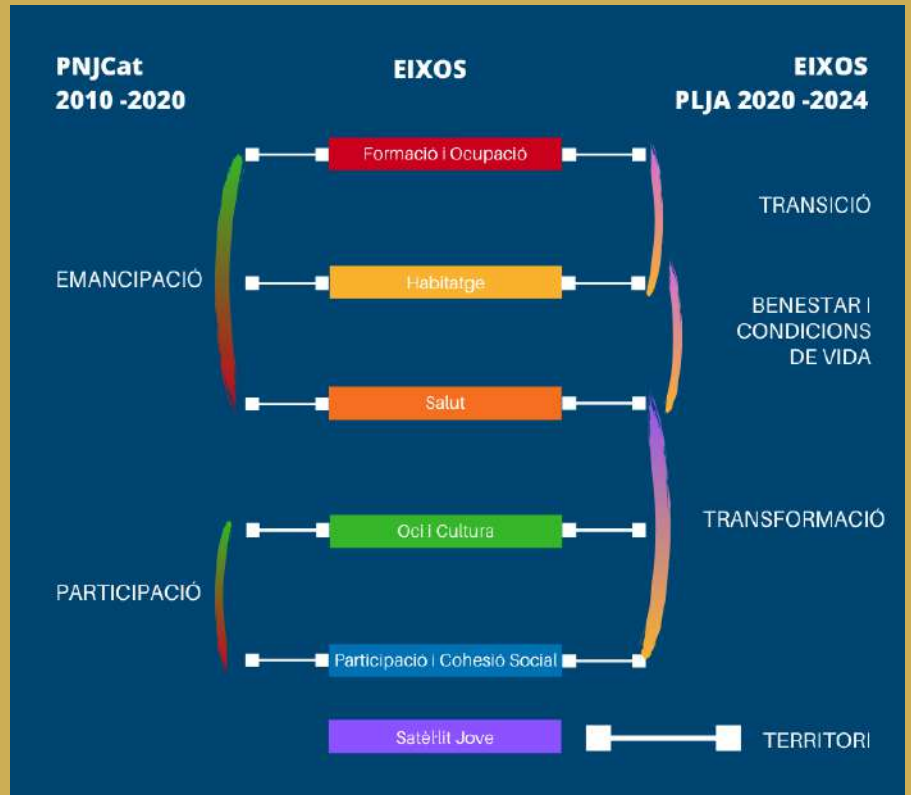 PNJCat
2010 -2020
EIXOS
EIXOS
PLJA 2020 -2024
Formació i Ocupació
TRANSICIÓ
EMANCIPACIÓ
Habitatge
BENESTAR I
CONDICIONS
DE VIDA
Salut
TRANSFORMACIÓ
Oci i Cultura
PARTICIPACIÓ
Participació i Cohesió Social
Satèl·lit Jove
TERRITORI